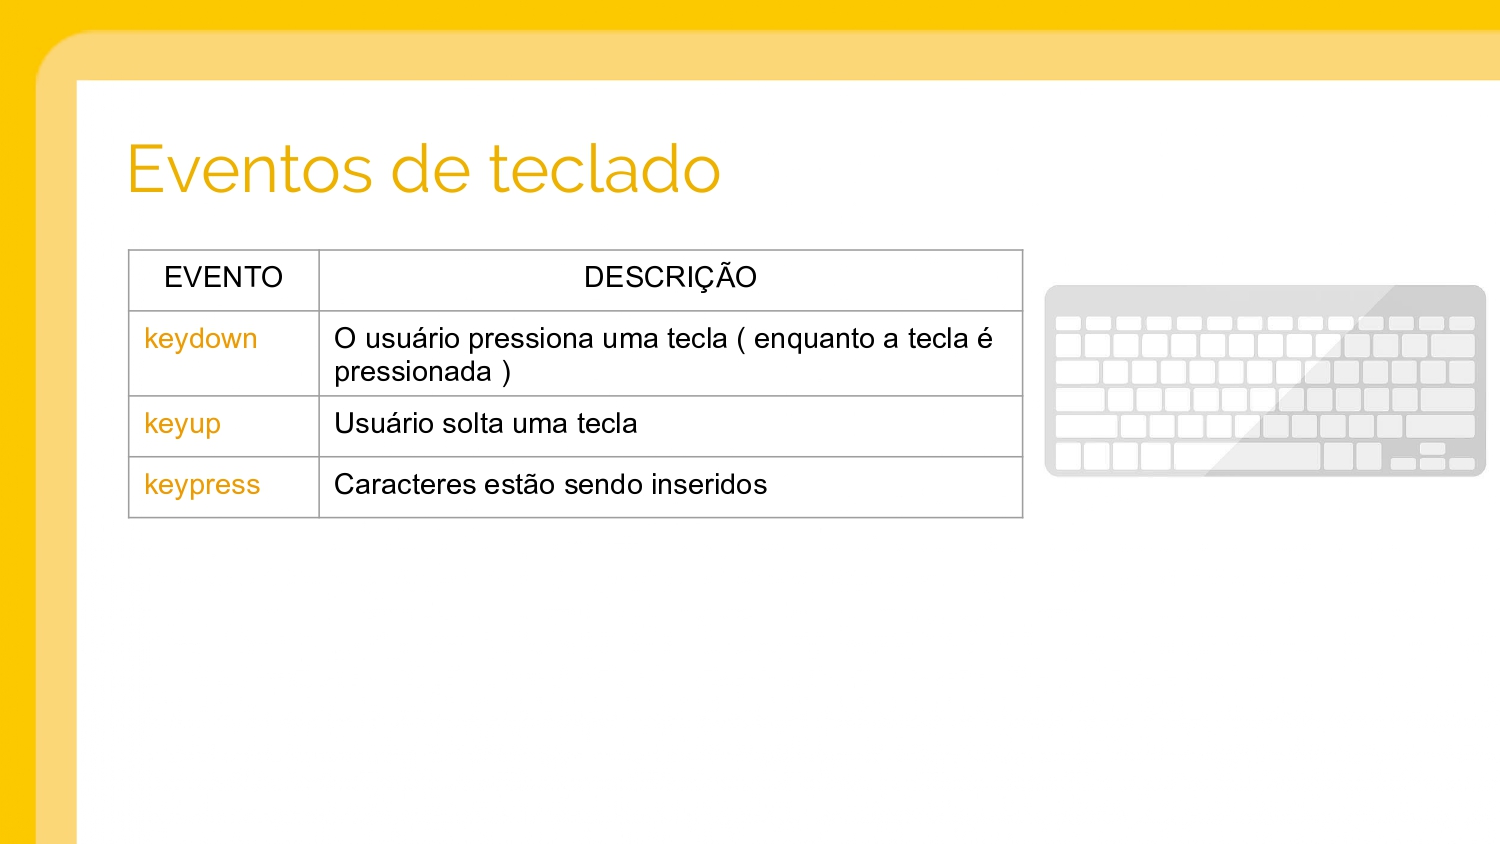 Eventos de teclado
EVENTO
DESCRIÇÃO
keydown
O usuário pressiona uma tecla ( enquanto a tecla é
pressionada )
keyup
Usuário solta uma tecla
keypress
Caracteres estão sendo inseridos